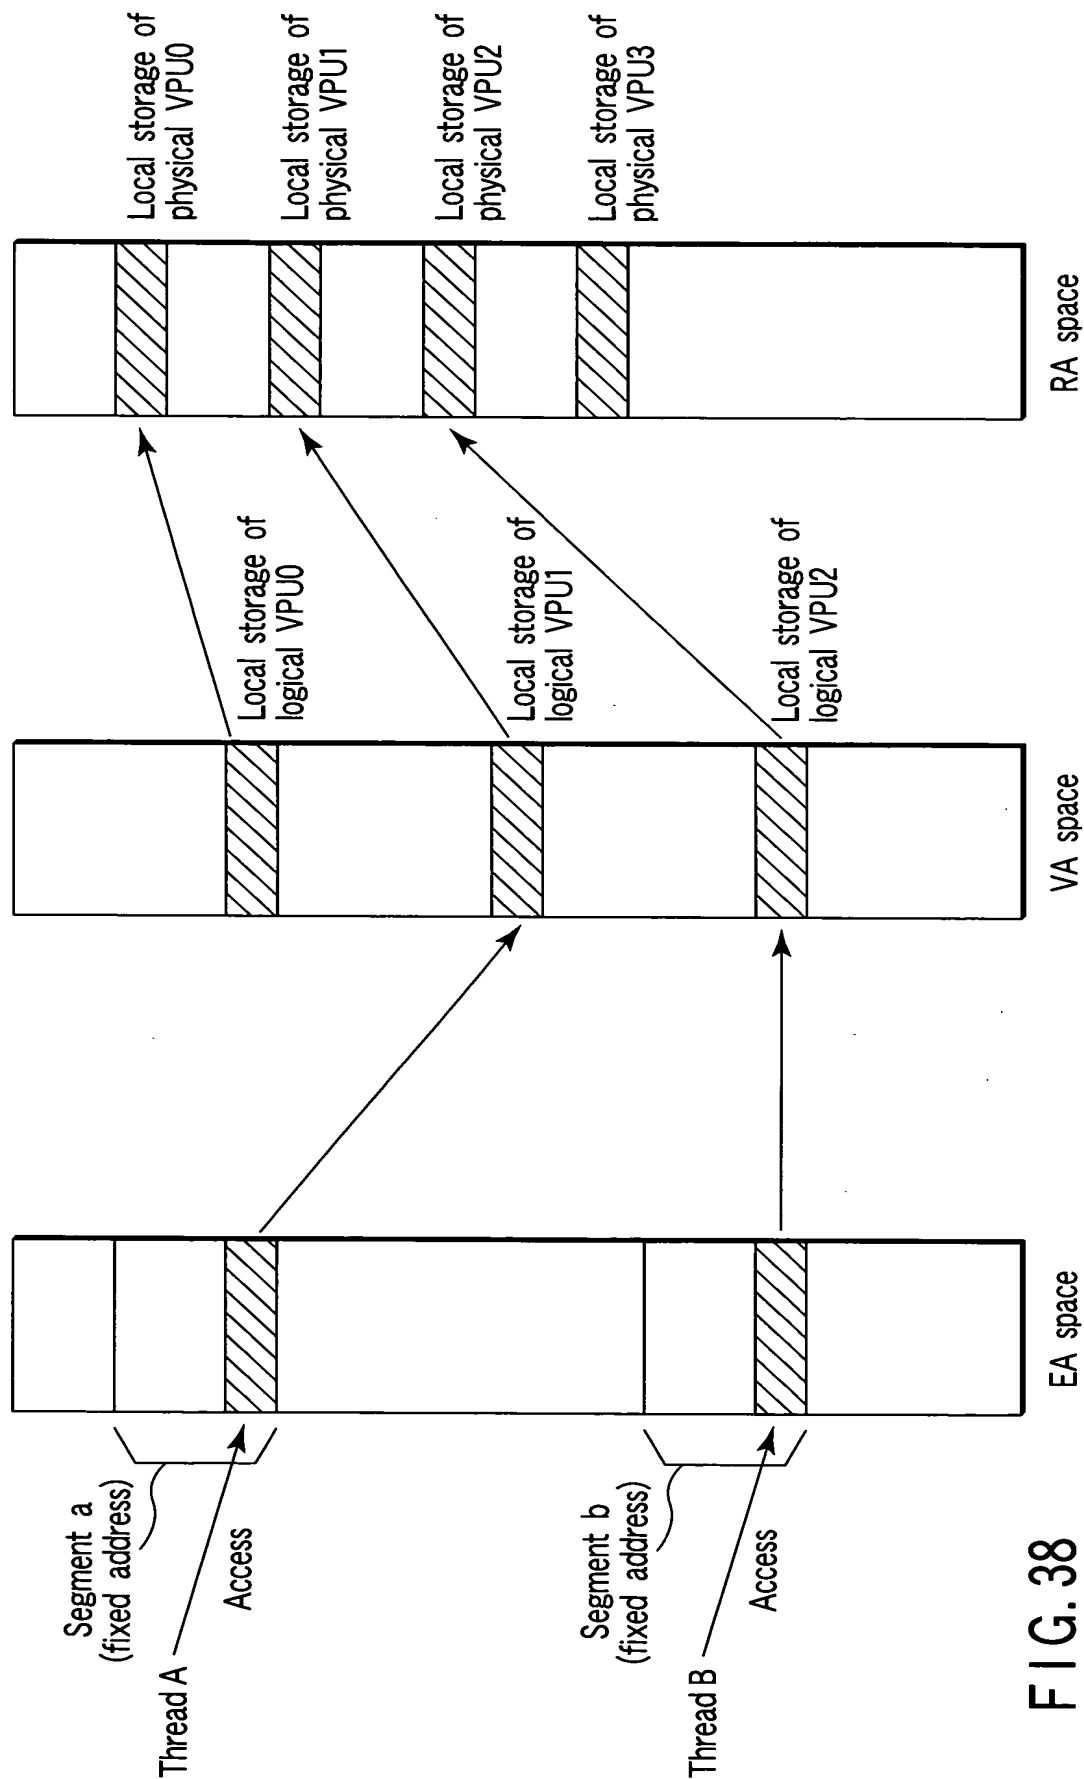 Segment a
(fixed address)
Thread A
Access
Segment b
(fixed address)
Thread B
Access
EA space
Local storage of
logical VPU0
Local storage of
logical VPU1
Local storage of
logical VPU2
VA space
Local storage of
physical VPU0
Local storage of
physical VPU1
Local storage of
physical VPU2
Local storage of
physical VPU3
RA space
FIG.38